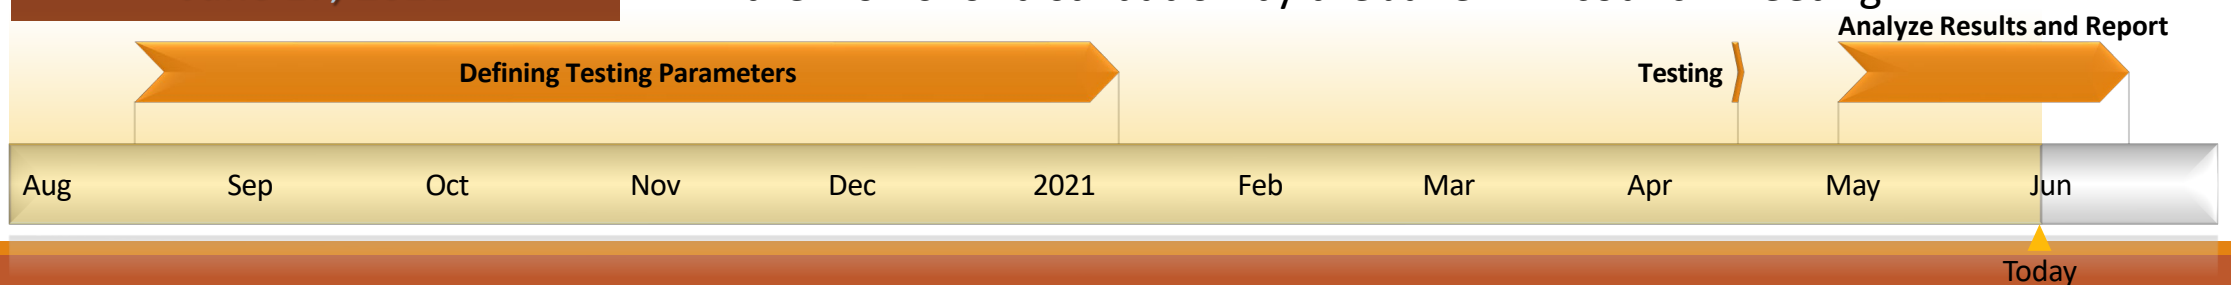 Analyze Results and Report
Defining Testing Parameters
Testing
Aug Sep Oct Nov Dec 2021 Feb Mar Apr May Jun
Today